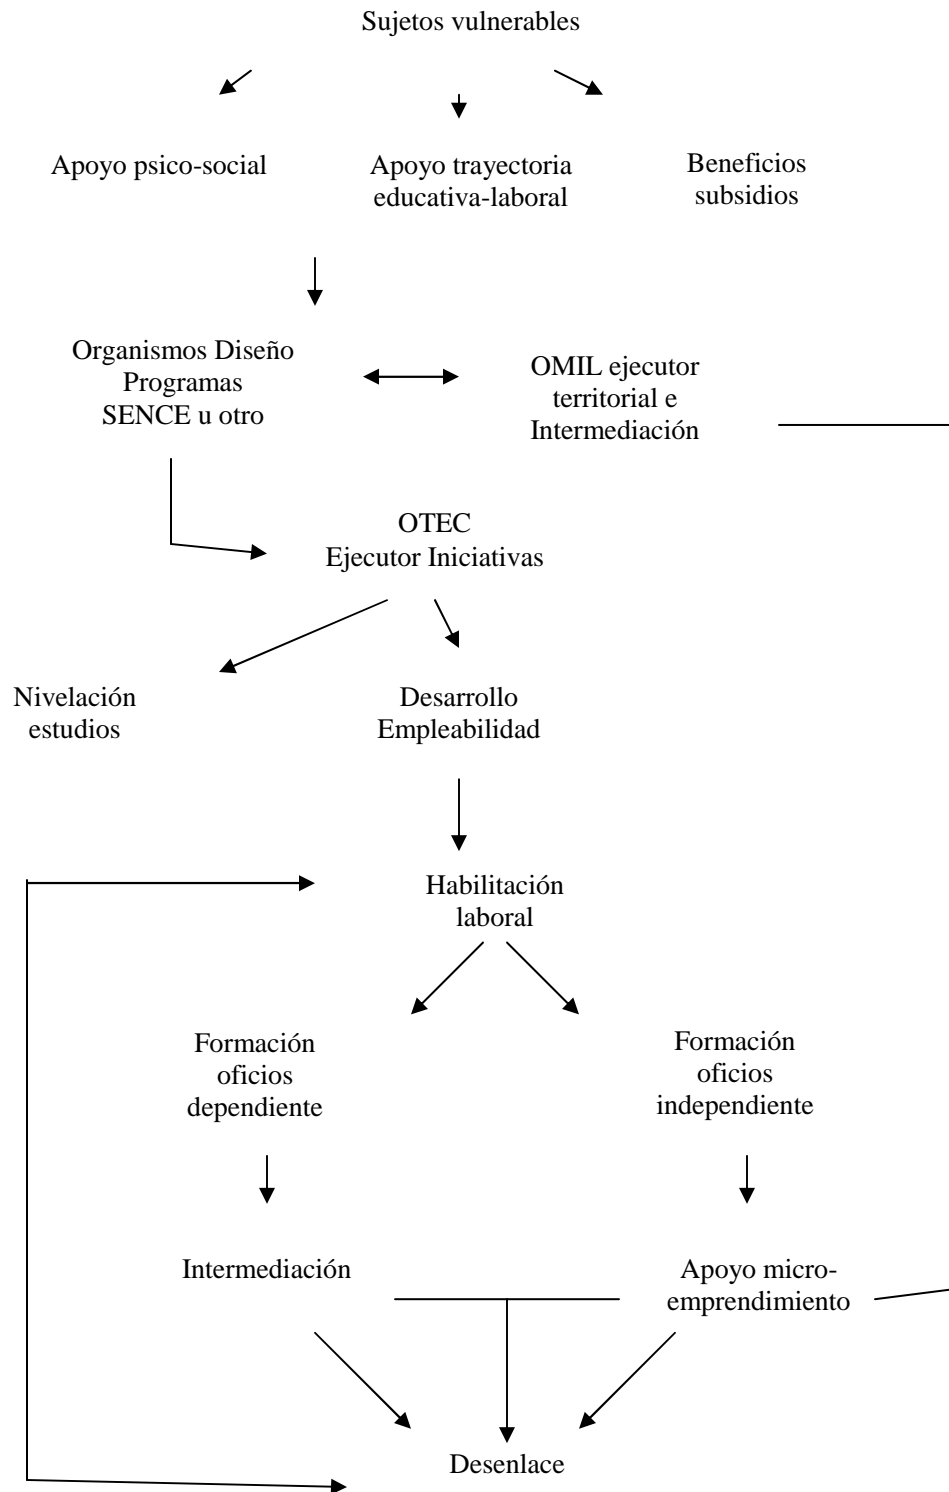 Sujetos vulnerables
Apoyo psico-social
Apoyo trayectoria
educativa-laboral
Beneficios
subsidios
Organismos Diseño
Programas
SENCE u otro
OMIL ejecutor
territorial e
Intermediación
OTEC
Ejecutor Iniciativas
Nivelación
estudios
Desarrollo
Empleabilidad
Habilitación
laboral
Formación
oficios
dependiente
Formación
oficios
independiente
Intermediación
Apoyo micro-
emprendimiento
Desenlace